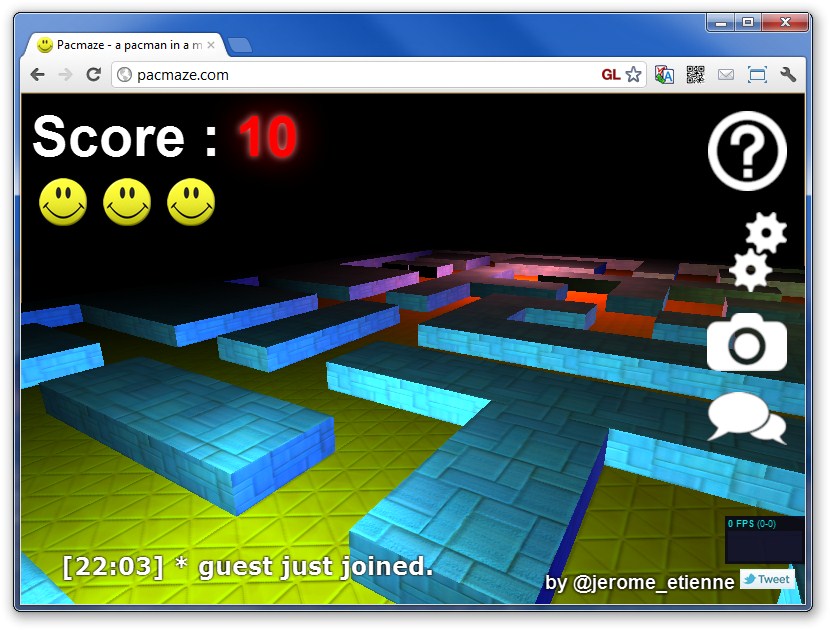 Pacmaze - a pacman in a m
pacmaze.com
GL
Score : 10
0 FPS (0-0)
[22:03] * guest just joined.
by @jerome_etienne
Tweet